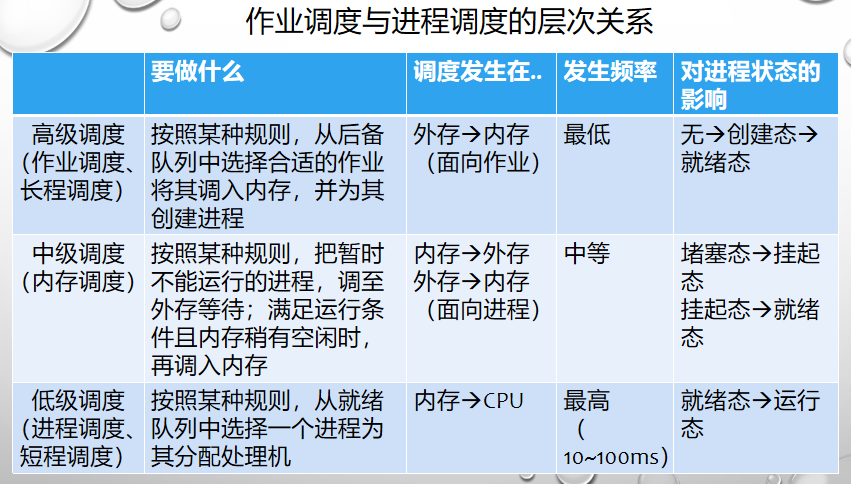 作业调度与进程调度的层次关系
要做什么
调度发生在..
发生频率
对进程状态的
影响
高级调度
（作业调度、
长程调度）
按照某种规则，从后备
队列中选择合适的作业
将其调入内存，并为其
创建进程
外存→内存
（面向作业）
最低
无→创建态→
就绪态
中级调度
（内存调度）
按照某种规则，把暂时
不能运行的进程，调至
外存等待；满足运行条
件且内存稍有空闲时，
再调入内存
内存→外存
外存→内存
（面向进程）
中等
堵塞态→挂起
态
挂起态→就绪
态
低级调度
（进程调度、
短程调度）
按照某种规则，从就绪
队列中选择一个进程为
其分配处理机
内存→CPU
最高
（
10~100ms）
就绪态→运行
态